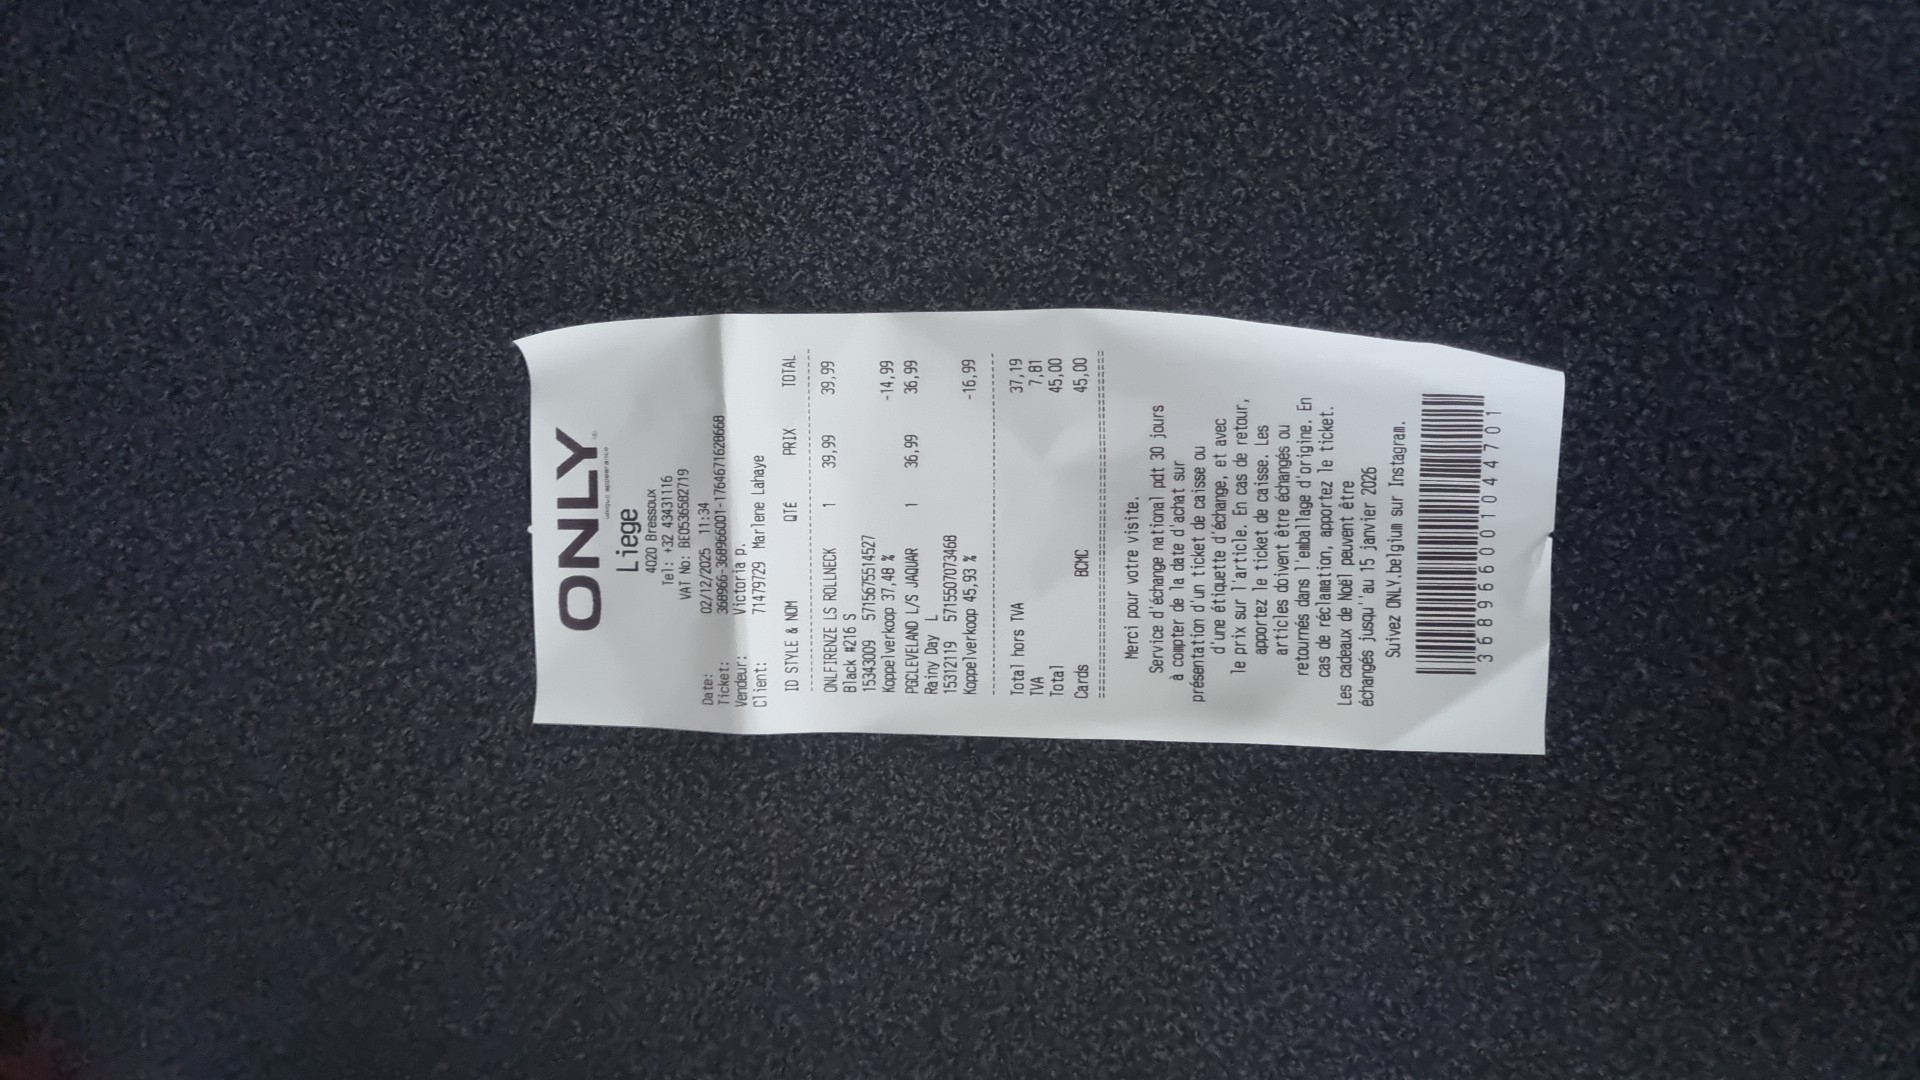 ONLY
Liege
4020 Bressoux
Tel: +32 43431116
VAT No: BE0536582719
Date: 02/12/2025 11:34
Ticket: 368966-368966001-1764671628668
Vendeur: Victoria p.
Client: 71479729 Marlene Lahaye
ID STYLE & NOM QTE PRIX TOTAL
ONLFIRENZE LS ROLLNECK 1 39,99 39,99
Black #216 S
15343009 5715675514527
Koppelverkoop 37,48 % -14,99
PGCLEVELAND L/S JAQUAR 1 36,99 36,99
Rainy Day L
15312119 5715507073468
Koppelverkoop 45,93 % -16,99
Total hors TVA 37,19
TVA 7,81
Total 45,00
Cards BCMC 45,00
Merci pour votre visite.
Service d'échange national pdt 30 jours
à compter de la date d'achat sur
présentation d'un ticket de caisse ou
d'une étiquette d'échange, et avec
le prix sur l'article. En cas de retour,
apportez le ticket de caisse. Les
articles doivent être échangés ou
retournés dans l'emballage d'origine. En
cas de réclamation, apportez le ticket.
Les cadeaux de Noël peuvent être
échangés jusqu''au 15 janvier 2026
Suivez ONLY.belgium sur Instagram.
368966001044701